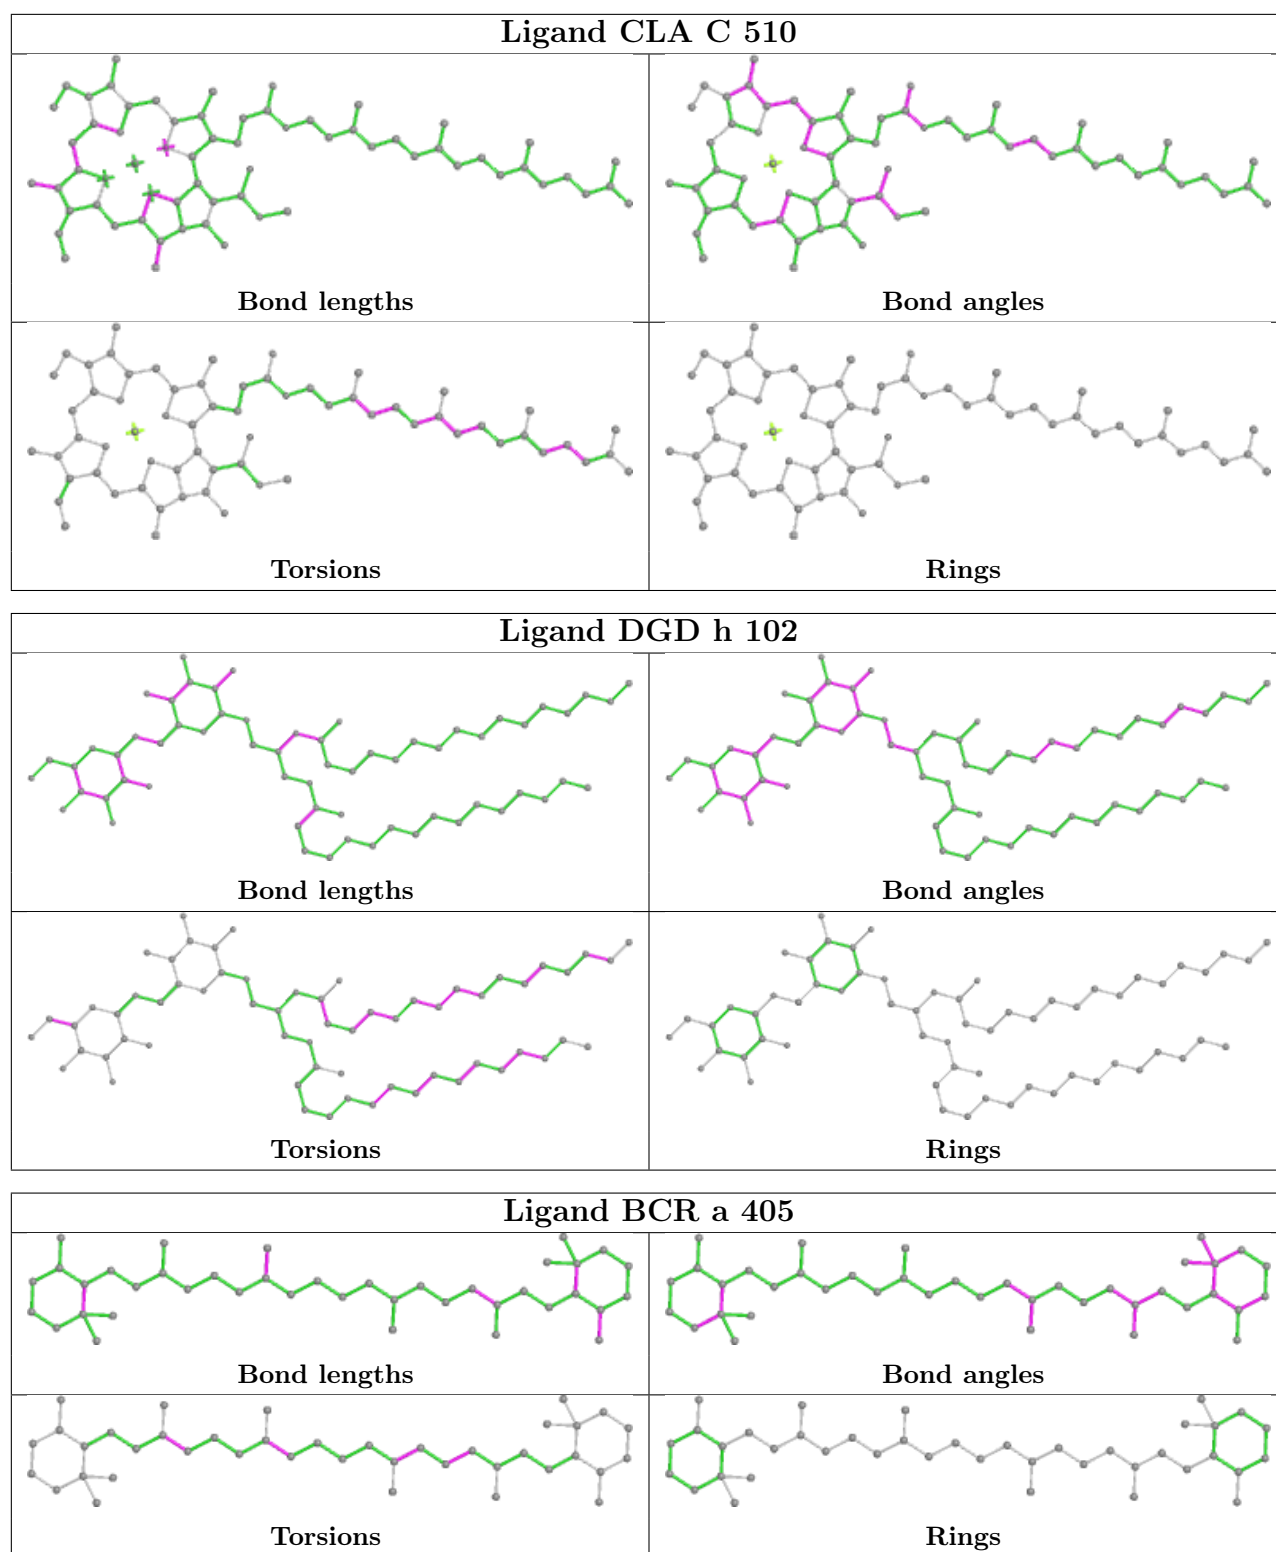 Ligand CLA C 510
Bond lengths
Bond angles
Torsions
Rings
Ligand DGD h 102
Bond lengths
Bond angles
Torsions
Rings
Ligand BCR a 405
Bond lengths
Bond angles
Torsions
Rings